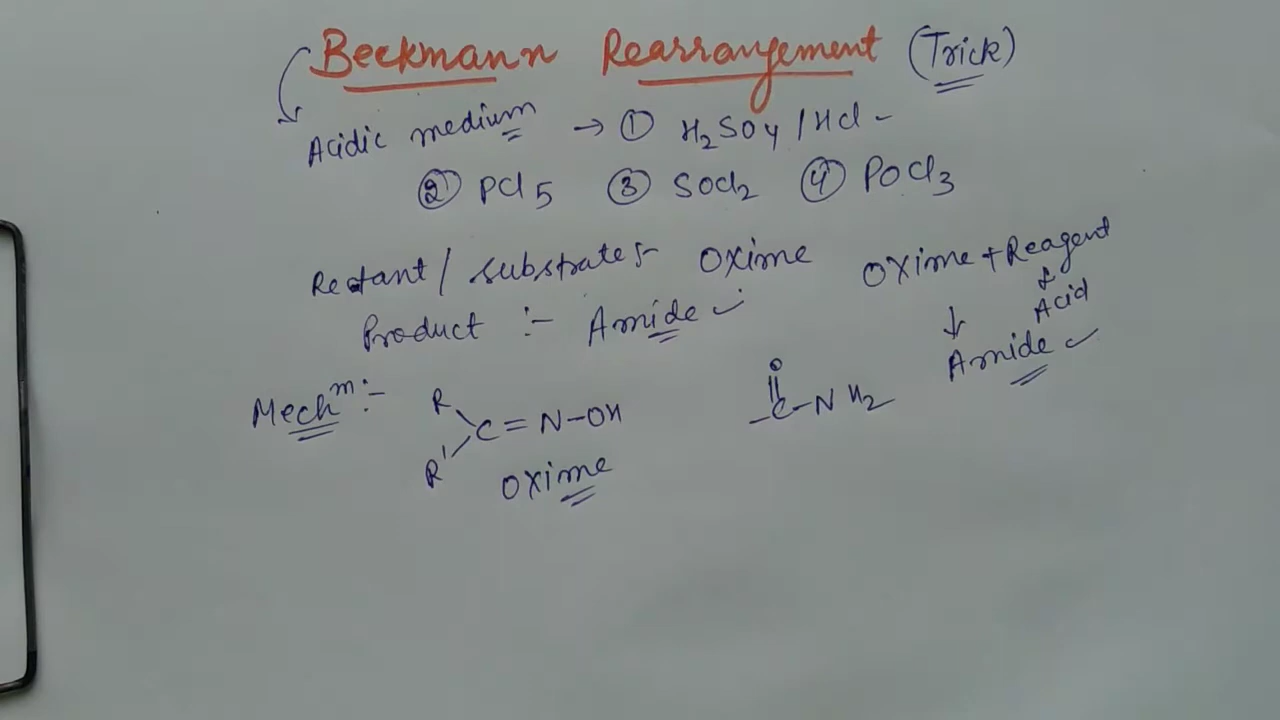 Beckmann Rearrangement (Trick)
Acidic medium → ① H₂SO₄ / HCl -
② PCl5 ③ SOCl₂ ④ POCl₃
Rectant / substrate :- Oxime
Product :- Amide ✓
Oxime + Reagent
↓ Acid
↓
Amide ✓
Mechᵐ :-
R
C = N-OH
R'
Oxime
O
||
-C-NH₂